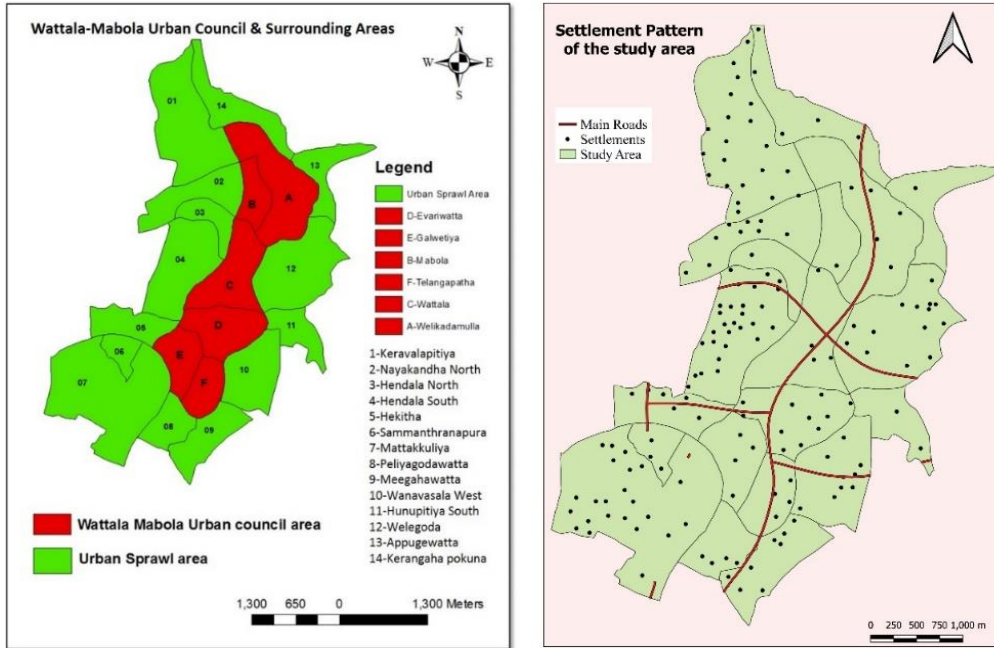 Wattala-Mabola Urban Council & Surrounding Areas
N
W
E
S
01
14
13
02
B
A
03
04
12
C
D
11
05
06
E
10
07
F
08
09
Legend
Urban Sprawl Area
D-Evariwatta
E-Galwetiya
B-Mabola
F-Telangapatha
C-Wattala
A-Welikadamulla
1-Keravalapitiya
2-Nayakandha North
3-Hendala North
4-Hendala South
5-Hekitha
6-Sammanthranapura
7-Mattakkuliya
8-Peliyagodawatta
9-Meegahawatta
10-Wanavasala West
11-Hunupitiya South
12-Welegoda
13-Appugewatta
14-Kerangaha pokuna
Wattala Mabola Urban council area
Urban Sprawl area
1,300 650 0 1,300 Meters
Settlement Pattern
of the study area
Main Roads
Settlements
Study Area
0 250 500 750 1,000 m